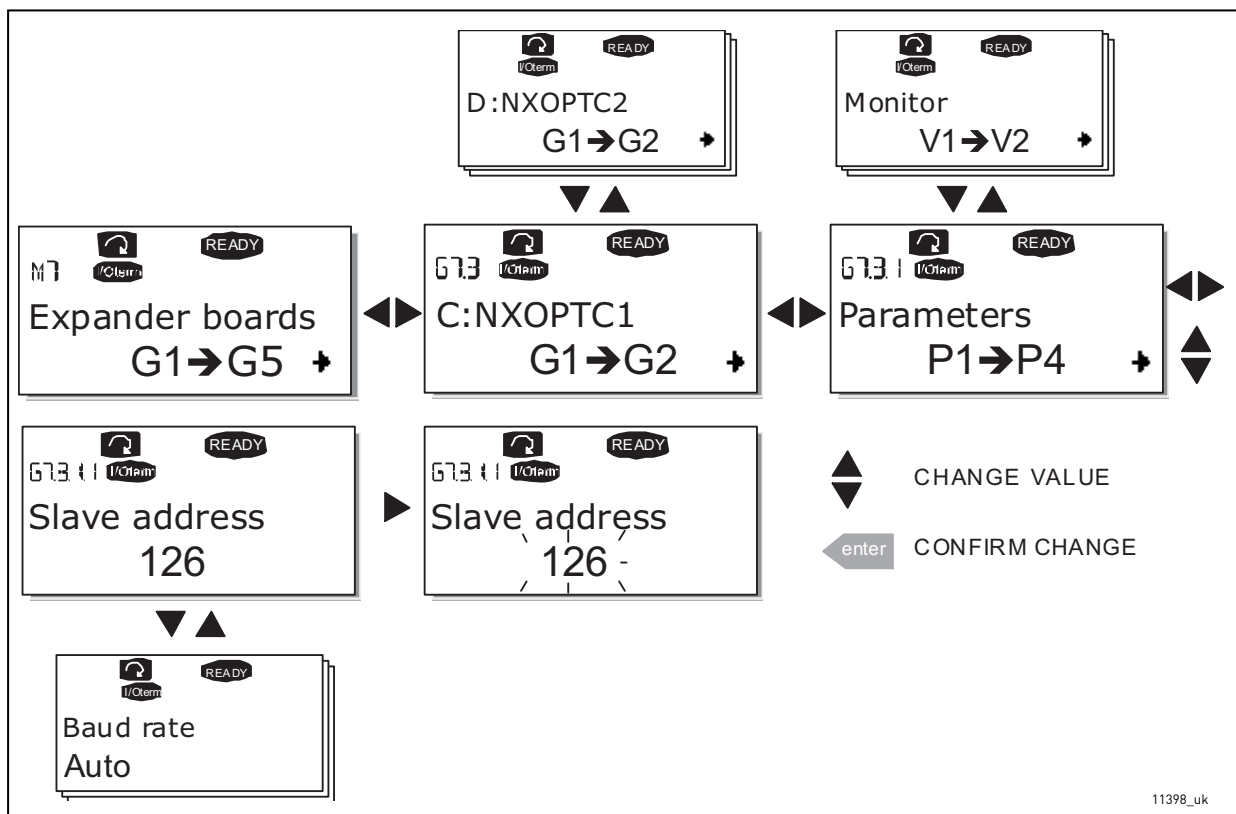 READY
I/Oterm
D:NXOPTC2
G1➔G2
READY
I/Oterm
Monitor
V1➔V2
READY
M7 I/Oterm
Expander boards
G1➔G5
READY
G7.3 I/Oterm
C:NXOPTC1
G1➔G2
READY
G7.3.1 I/Oterm
Parameters
P1➔P4
READY
G7.3.1.1 I/Oterm
Slave address
126
READY
G7.3.1.1 I/Oterm
Slave address
126
CHANGE VALUE
enter CONFIRM CHANGE
READY
I/Oterm
Baud rate
Auto
11398_uk